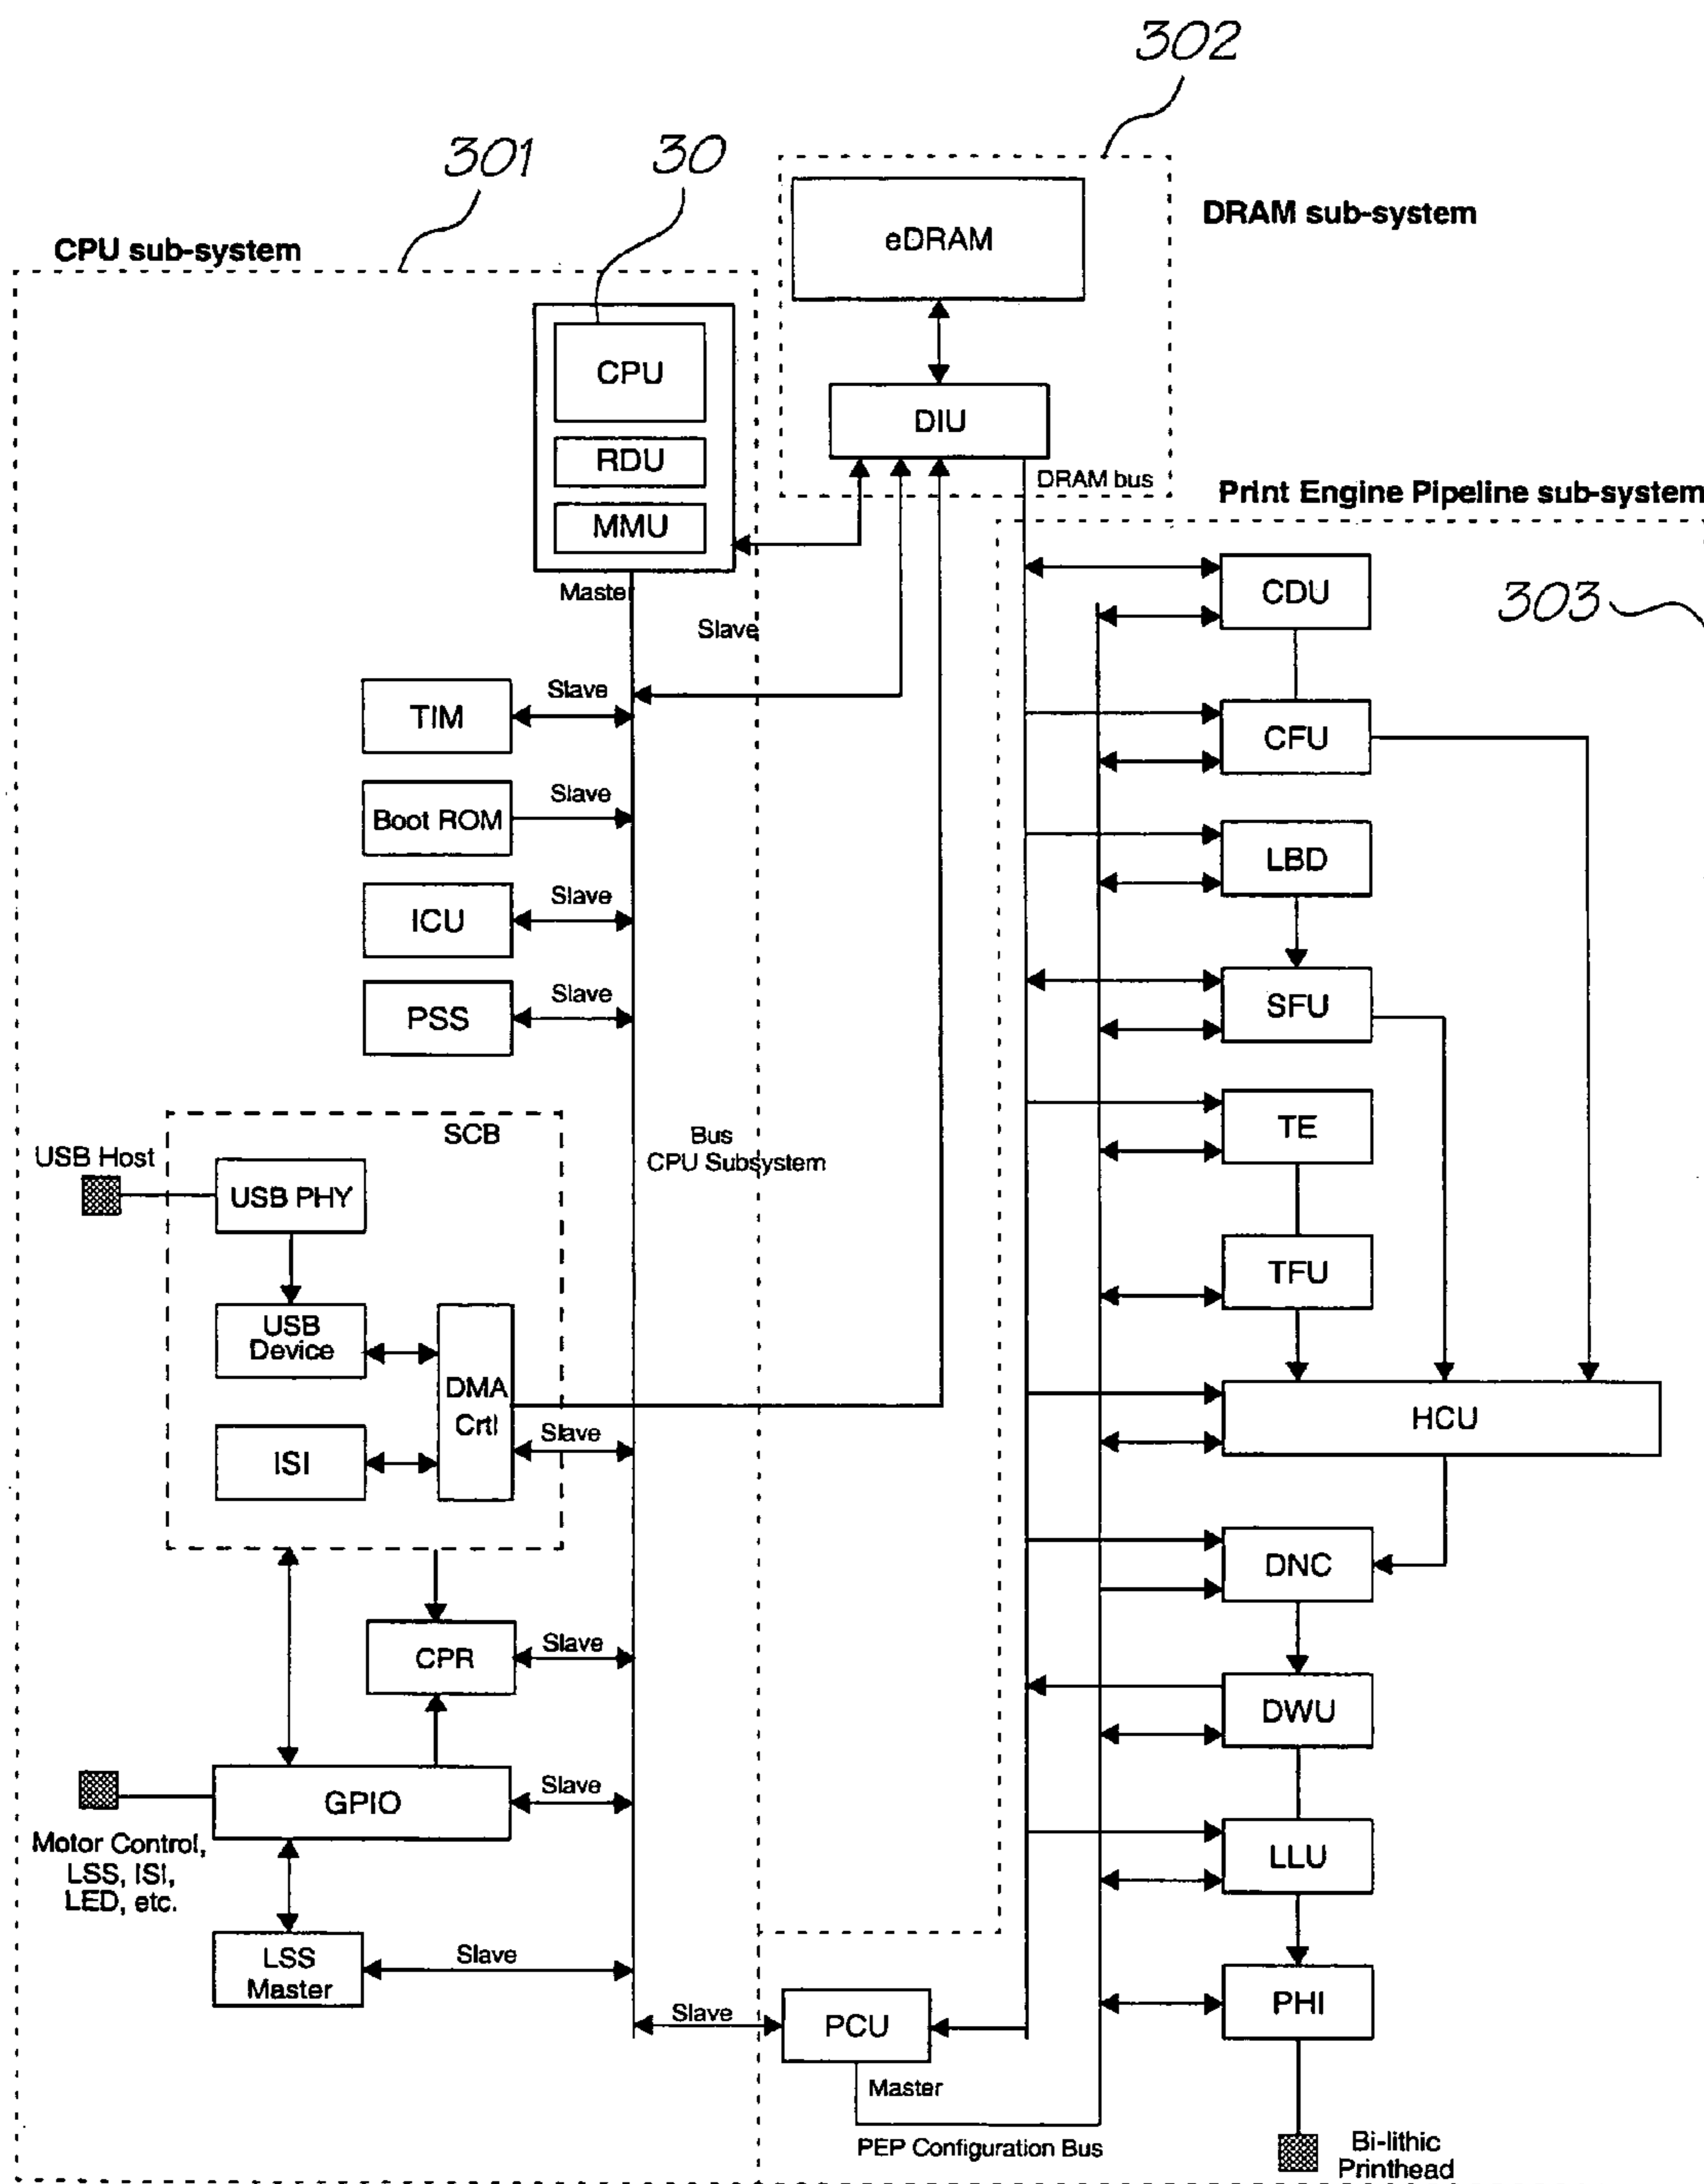 302
301
30
DRAM sub-system
CPU sub-system
eDRAM
CPU
DIU
RDU
DRAM bus
Print Engine Pipeline sub-system
MMU
CDU
303
Master
Slave
TIM
Slave
CFU
Boot ROM
Slave
LBD
ICU
Slave
PSS
Slave
SFU
SCB
TE
Bus
CPU Subsystem
USB Host
USB PHY
TFU
USB
Device
DMA
Crtl
HCU
Slave
ISI
DNC
CPR
Slave
DWU
GPIO
Slave
Motor Control,
LSS, ISI,
LED, etc.
LLU
LSS
Master
Slave
PHI
Slave
PCU
Master
PEP Configuration Bus
Bi-lithic
Printhead